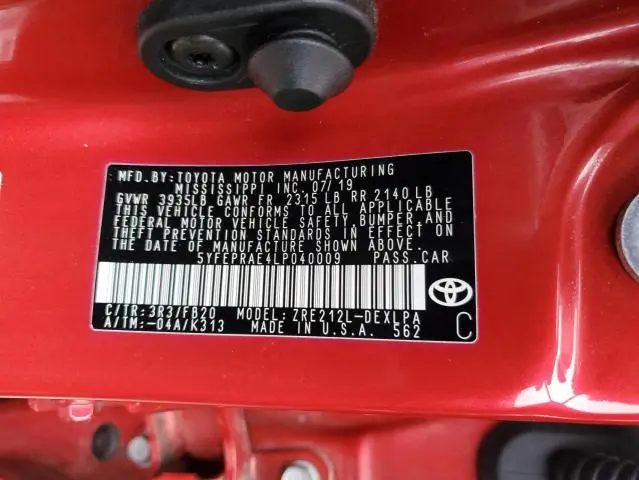 MFD.BY:TOYOTA MOTOR MANUFACTURING
MISSISSIPPI INC. 07/19
GVWR 3935LB GAWR FR 2315 LB RR 2140 LB
THIS VEHICLE CONFORMS TO ALL APPLICABLE
FEDERAL MOTOR VEHICLE SAFETY, BUMPER, AND
THEFT PREVENTION STANDARDS IN EFFECT ON
THE DATE OF MANUFACTURE SHOWN ABOVE.
5YFEPRAE4LP040009 PASS.CAR
C/TR:3R3/FB20 MODEL:ZRE212L-DEXLPA
A/TM:-04A/K313 MADE IN U.S.A. 562
C